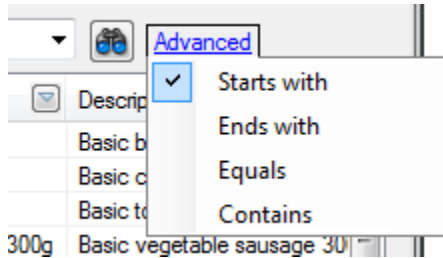 Advanced
Starts with
Descrip
Ends with
Basic b
Basic c
Equals
Basic to
Contains
300g Basic vegetable sausage 30